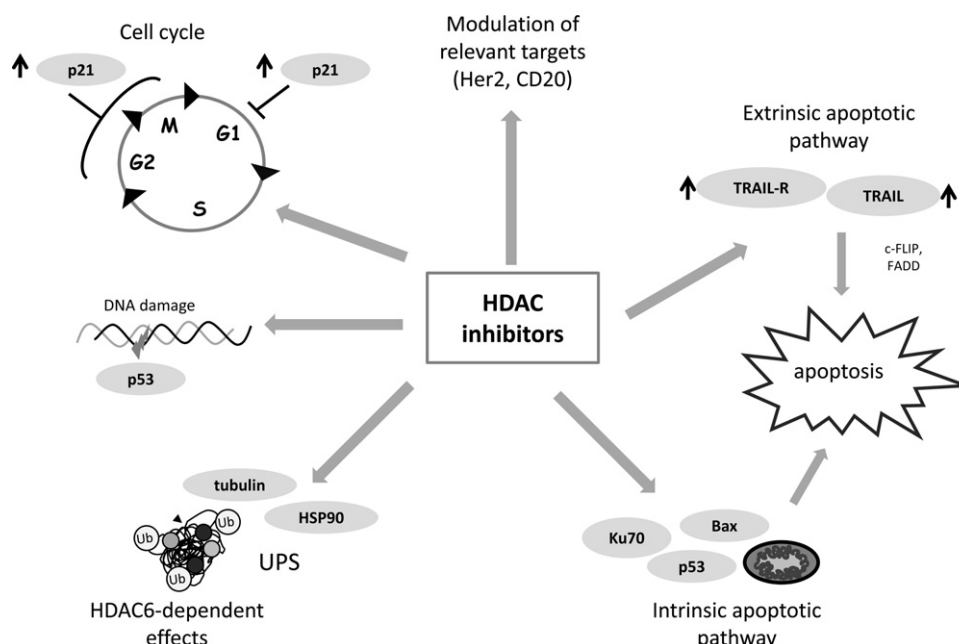 Cell cycle
p21
p21
M
G1
G2
S
Modulation of
relevant targets
(Her2, CD20)
Extrinsic apoptotic
pathway
TRAIL-R
TRAIL
c-FLIP,
FADD
HDAC
inhibitors
DNA damage
p53
apoptosis
tubulin
HSP90
Ub
Ub
Ub
UPS
HDAC6-dependent
effects
Ku70
Bax
p53
Intrinsic apoptotic
pathway